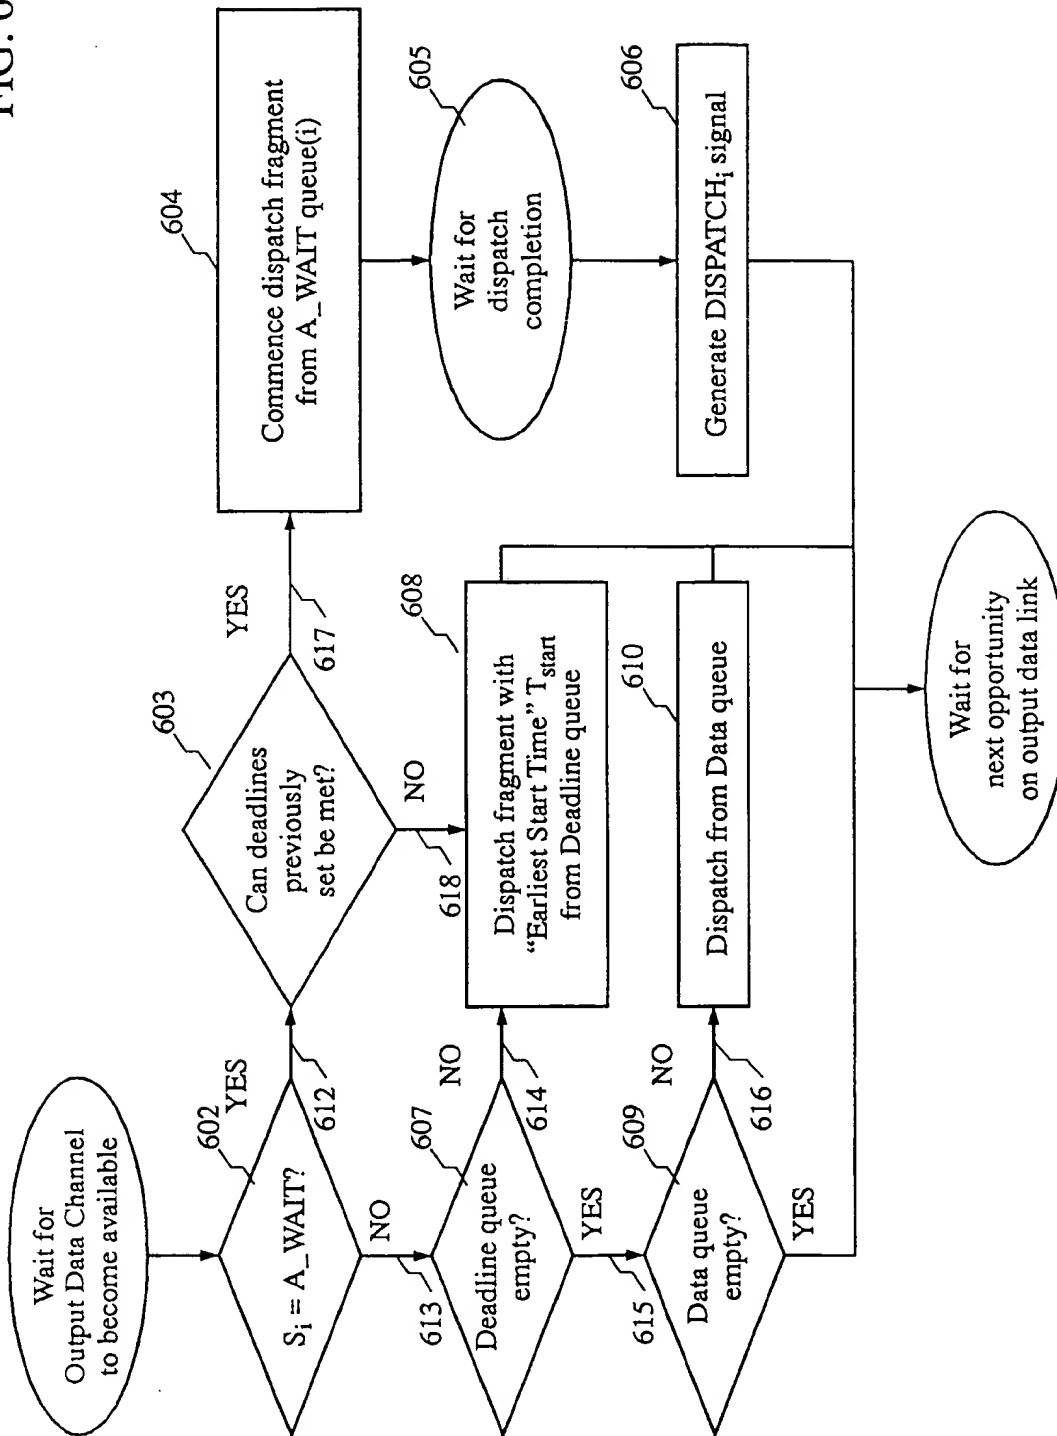 FIG. 6
Wait for
Output Data Channel
to become available
602
S_i = A_WAIT?
YES
612
NO
613
603
Can deadlines
previously
set be met?
YES
617
NO
618
604
Commence dispatch fragment
from A_WAIT queue(i)
605
Wait for
dispatch
completion
606
Generate DISPATCH_i signal
607
Deadline queue
empty?
NO
614
YES
615
608
Dispatch fragment with
“Earliest Start Time” T_start
from Deadline queue
609
Data queue
empty?
NO
616
YES
610
Dispatch from Data queue
Wait for
next opportunity
on output data link